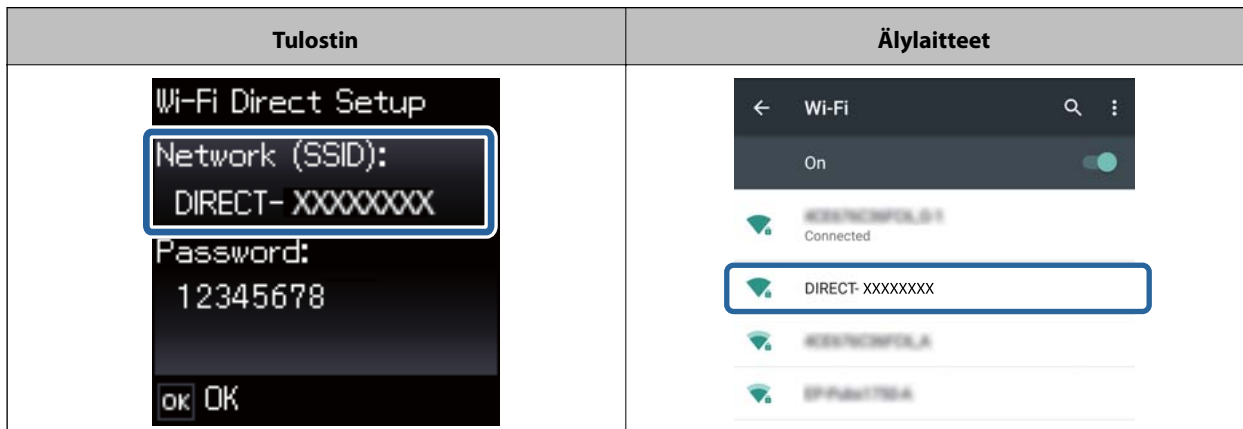 Tulostin
Älylaitteet
Wi-Fi Direct Setup
Network (SSID):
DIRECT- XXXXXXXX
Password:
12345678
OK OK
Wi-Fi
On
Connected
DIRECT- XXXXXXXX